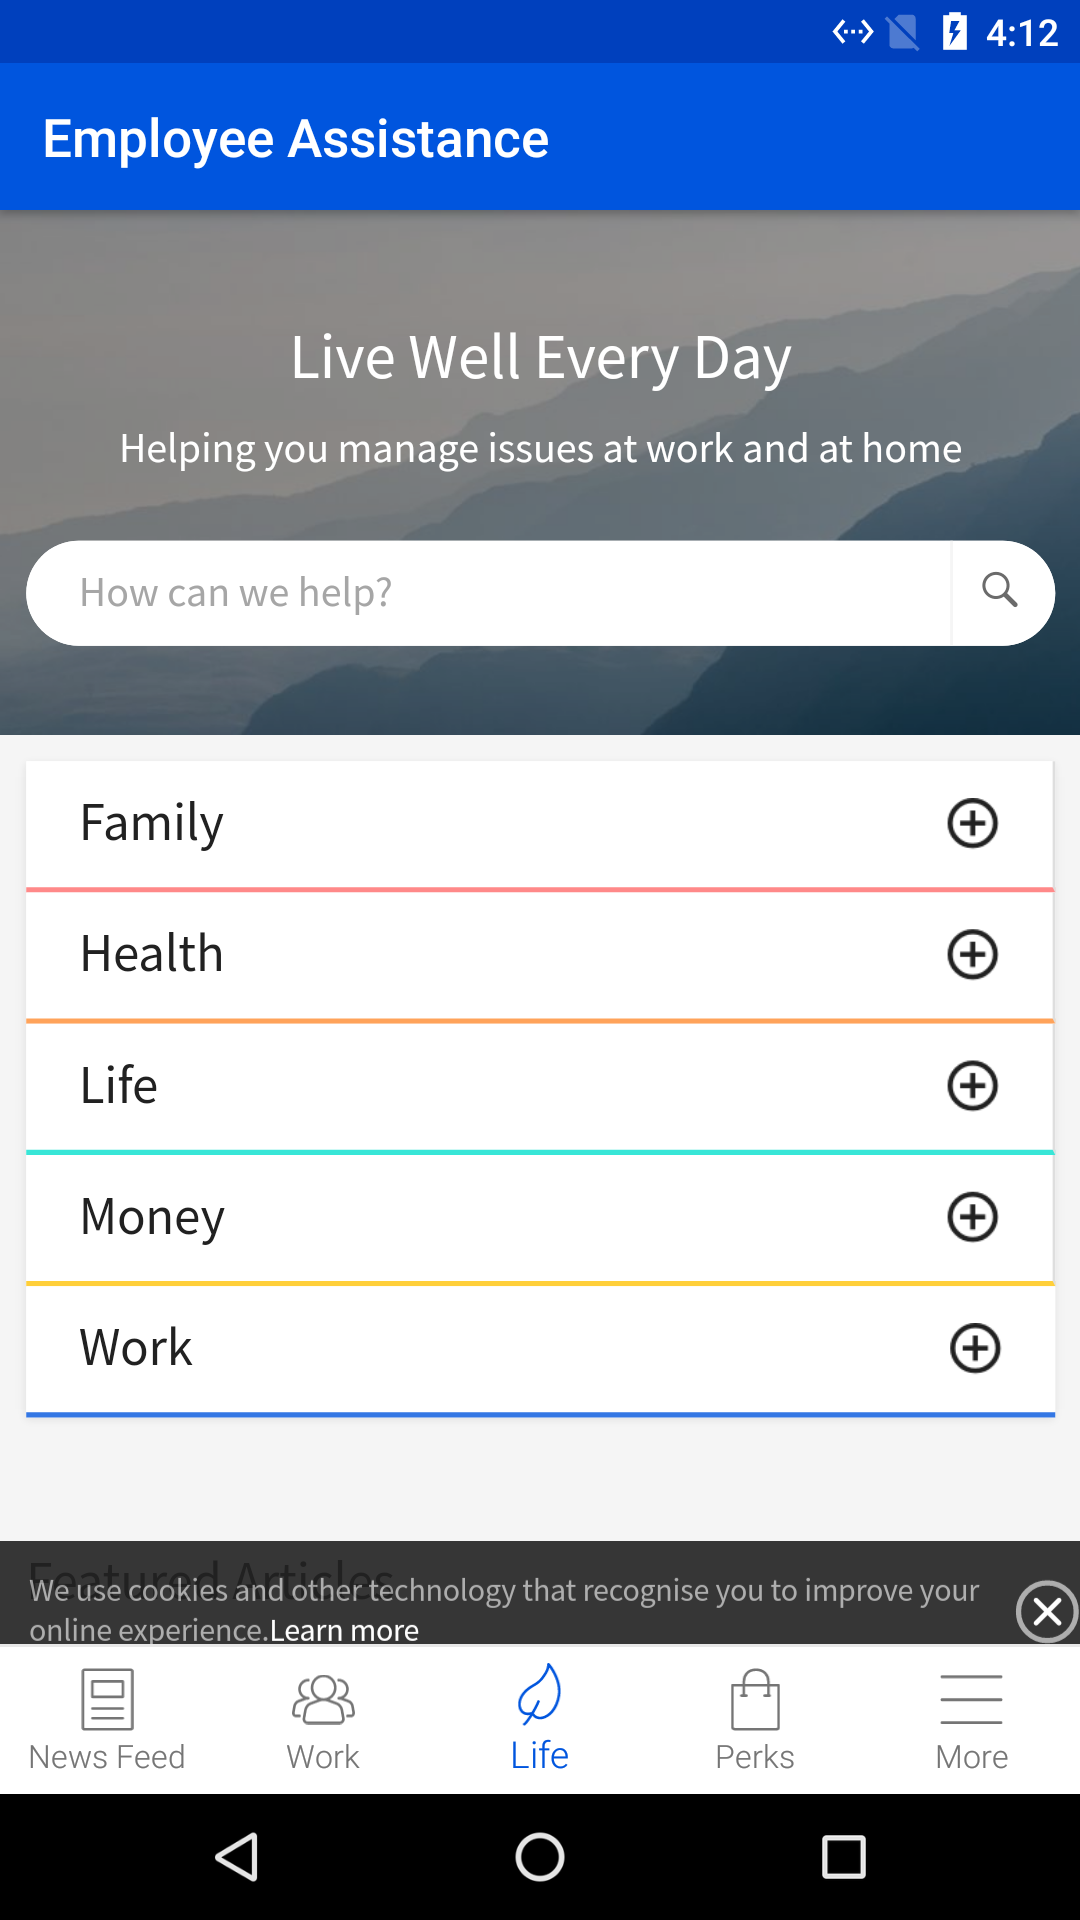 4:12
Employee Assistance
Live Well Every Day
Helping you manage issues at work and at home
How can we help?
Family
Health
Life
Money
Work
Featured Articles
We use cookies and other technology that recognise you to improve your
online experience.Learn more
News Feed
Work
Life
Perks
More